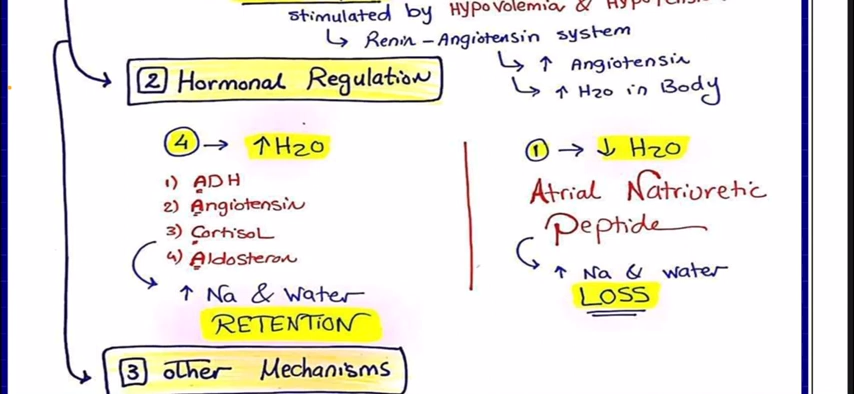 stimulated by Hypovolemia &
↳ Renin-Angiotensin system
↳ ↑ Angiotensin
↳ ↑ H2O in Body
2 Hormonal Regulation
4 → ↑ H2O
1) ADH
2) Angiotensin
3) Cortisol
4) Aldosteron
↑ Na & water
RETENTION
1 → ↓ H2O
Atrial Natriuretic
Peptide
↑ Na & water
LOSS
3 other Mechanisms